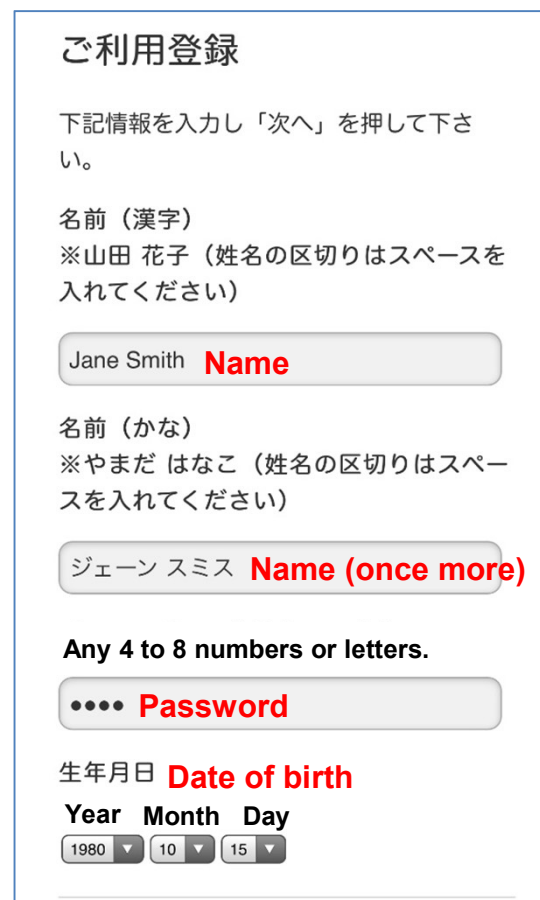 ご利用登録
下記情報を入力し「次へ」を押して下さ
い。
名前（漢字）
※山田 花子（姓名の区切りはスペースを
入れてください）
Jane Smith Name
名前（かな）
※やまだ はなこ（姓名の区切りはスペー
スを入れてください）
ジェーン スミス Name (once more)
Any 4 to 8 numbers or letters.
•••• Password
生年月日 Date of birth
Year Month Day
1980 10 15